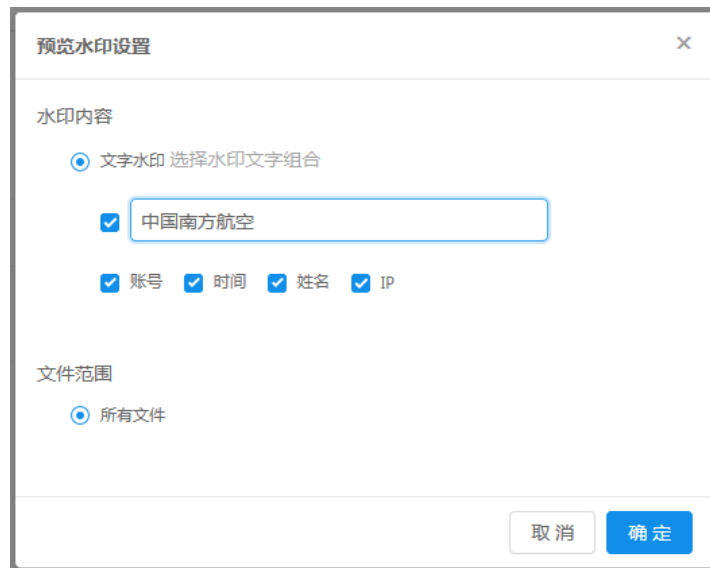 预览水印设置
水印内容
文字水印 选择水印文字组合
中国南方航空
账号 时间 姓名 IP
文件范围
所有文件
取消 确定